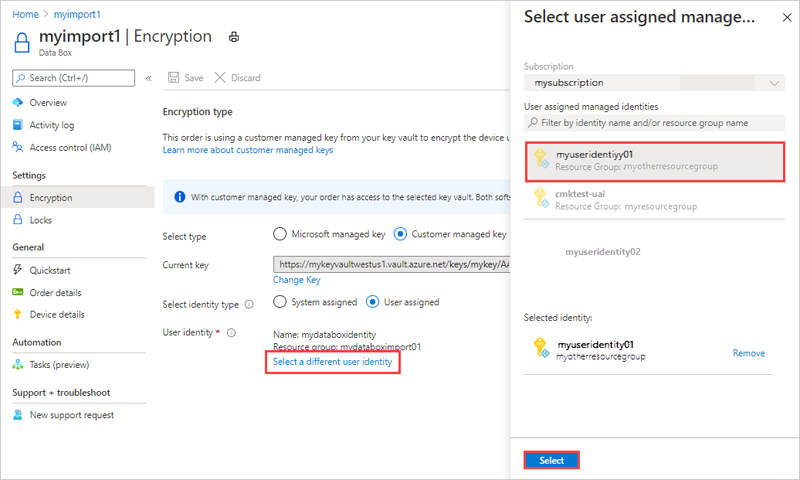 Home > myimport1
myimport1 | Encryption
Data Box
Search (Ctrl+/)
«
Save
Discard
Overview
Activity log
Access control (IAM)
Settings
Encryption
Locks
General
Quickstart
Order details
Device details
Automation
Tasks (preview)
Support + troubleshoot
New support request
Encryption type
This order is using a customer managed key from your key vault to encrypt the device u
Learn more about customer managed keys
With customer managed key, your order has access to the selected key vault. Both softs
Select type
Microsoft managed key
Customer managed key
Current key
https://mykeyvaultwestus1.vault.azure.net/keys/mykey/AA
Change Key
Select identity type
System assigned
User assigned
User identity *
Name: mydataboxidentity
Resource group: mydataboximport01
Select a different user identity
Select user assigned manage...
Subscription
mysubscription
User assigned managed identities
Filter by identity name and/or resource group name
myuseridentiyy01
Resource Group: myotherresourcegroup
cmktest-uai
Resource Group: myresourcegroup
myuseridentity02
Selected identity:
myuseridentity01
myotherresourcegroup
Remove
Select